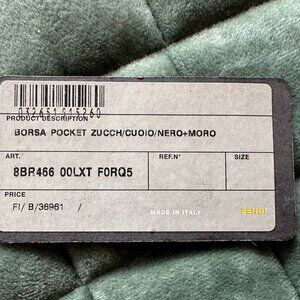 PRODUCT DESCRIPTION
BORSA POCKET ZUCCH/CUOIO/NERO+MORO
ART. REF.N° SIZE
8BR466 00LXT F0RQ5
PRICE
FI/ B/36961 /
MADE IN ITALY FENDI